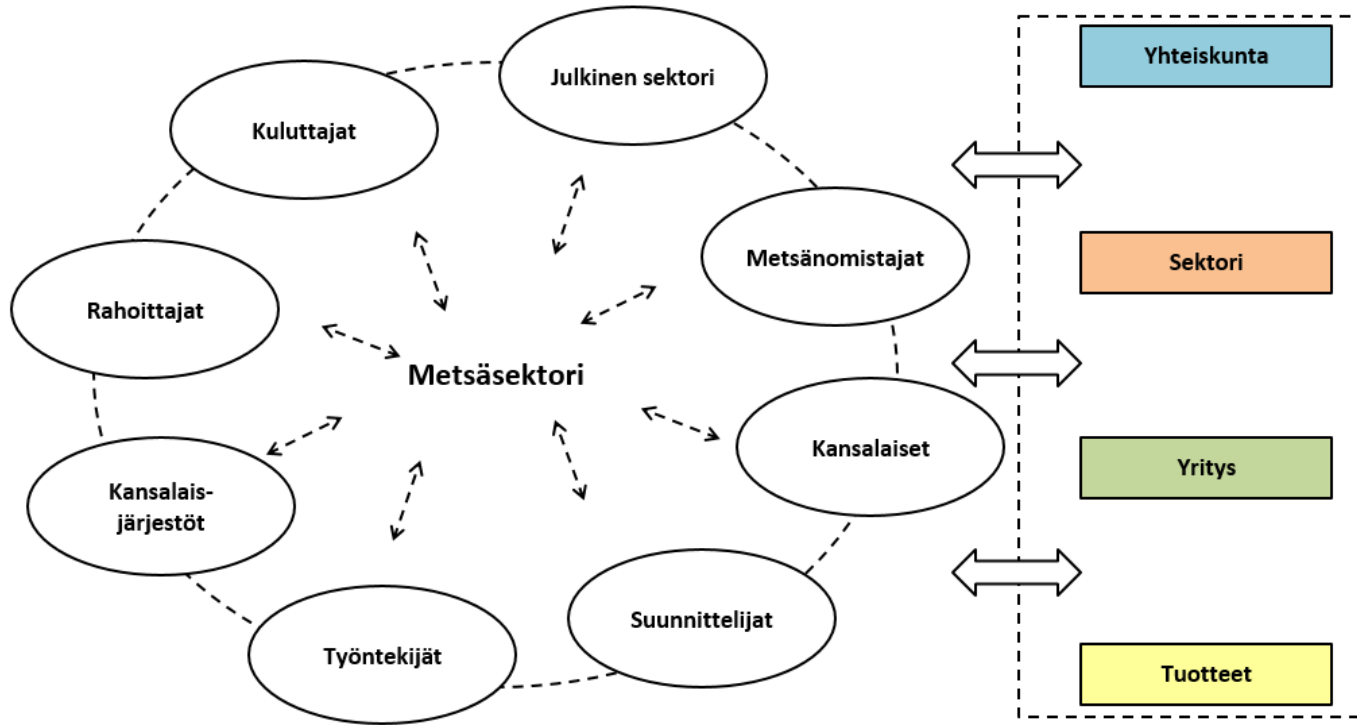 Julkinen sektori
Kuluttajat
Metsänomistajat
Rahoittajat
Metsäsektori
Kansalaiset
Kansalais-
järjestöt
Suunnittelijat
Työntekijät
Yhteiskunta
Sektori
Yritys
Tuotteet